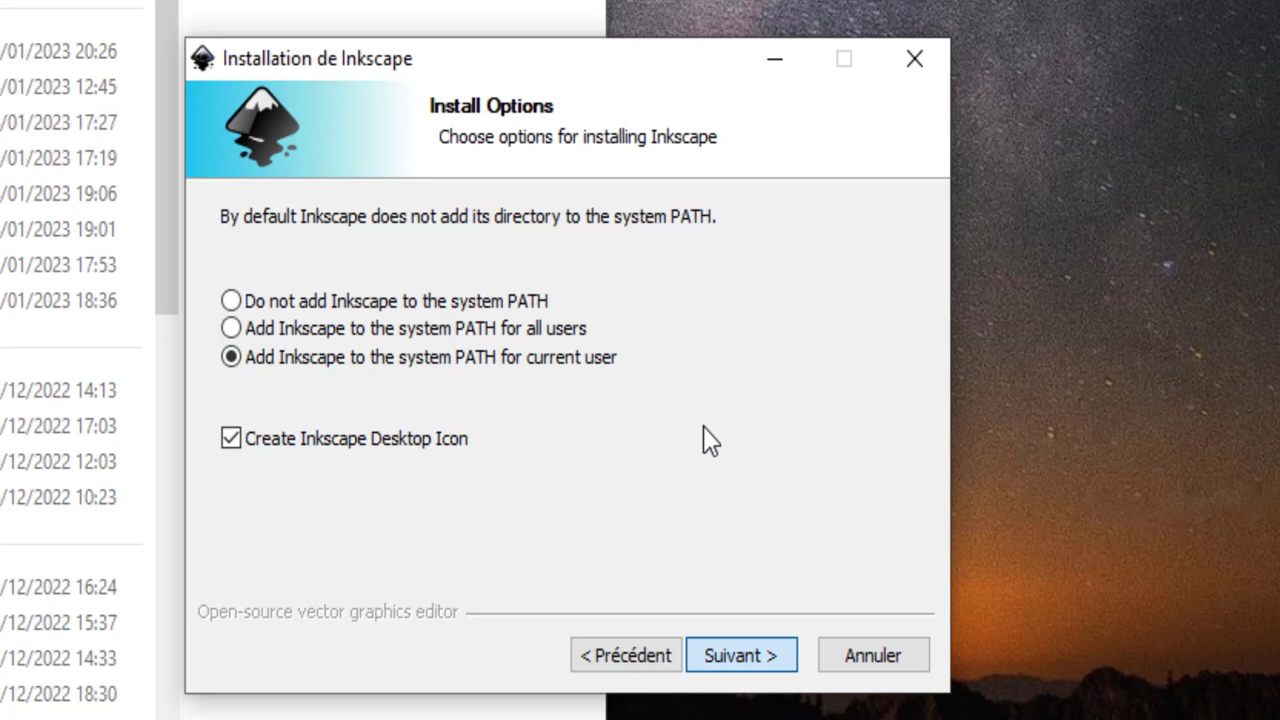 /01/2023 20:26
/01/2023 12:45
/01/2023 17:27
/01/2023 17:19
/01/2023 19:06
/01/2023 19:01
/01/2023 17:53
/01/2023 18:36
/12/2022 14:13
/12/2022 17:03
/12/2022 12:03
/12/2022 10:23
/12/2022 16:24
/12/2022 15:37
/12/2022 14:33
/12/2022 18:30
Installation de Inkscape
Install Options
Choose options for installing Inkscape
By default Inkscape does not add its directory to the system PATH.
Do not add Inkscape to the system PATH
Add Inkscape to the system PATH for all users
Add Inkscape to the system PATH for current user
Create Inkscape Desktop Icon
Open-source vector graphics editor
< Précédent Suivant > Annuler